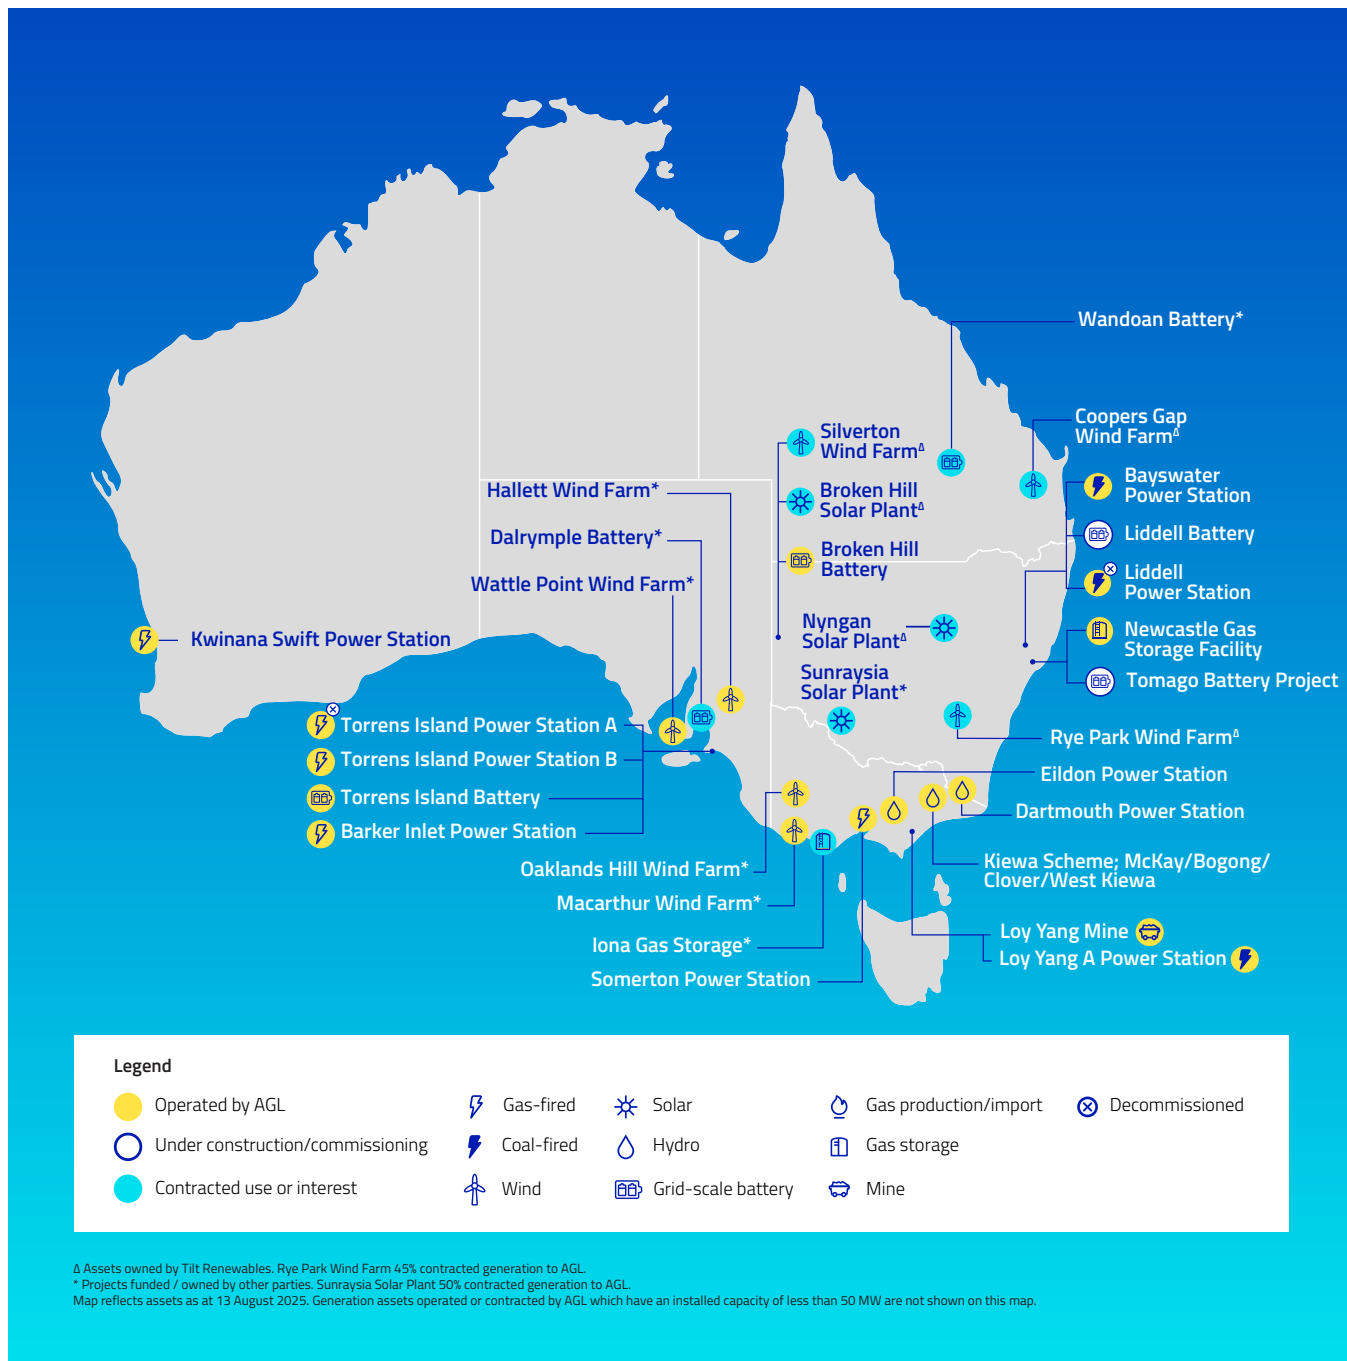 Wandoan Battery*
Coopers Gap
Wind Farm∆
Silverton
Wind Farm∆
Bayswater
Power Station
Hallett Wind Farm*
Broken Hill
Solar Plant∆
Liddell Battery
Dalrymple Battery*
Broken Hill
Battery
Liddell
Power Station
Wattle Point Wind Farm*
Nyngan
Solar Plant∆
Newcastle Gas
Storage Facility
Kwinana Swift Power Station
Sunraysia
Solar Plant*
Tomago Battery Project
Torrens Island Power Station A
Rye Park Wind Farm∆
Torrens Island Power Station B
Eildon Power Station
Torrens Island Battery
Dartmouth Power Station
Barker Inlet Power Station
Oaklands Hill Wind Farm*
Kiewa Scheme; McKay/Bogong/
Clover/West Kiewa
Macarthur Wind Farm*
Loy Yang Mine
Iona Gas Storage*
Loy Yang A Power Station
Somerton Power Station
Legend
Operated by AGL
Gas-fired
Solar
Gas production/import
Decommissioned
Under construction/commissioning
Coal-fired
Hydro
Gas storage
Contracted use or interest
Wind
Grid-scale battery
Mine
∆ Assets owned by Tilt Renewables. Rye Park Wind Farm 45% contracted generation to AGL.
* Projects funded / owned by other parties. Sunraysia Solar Plant 50% contracted generation to AGL.
Map reflects assets as at 13 August 2025. Generation assets operated or contracted by AGL which have an installed capacity of less than 50 MW are not shown on this map.